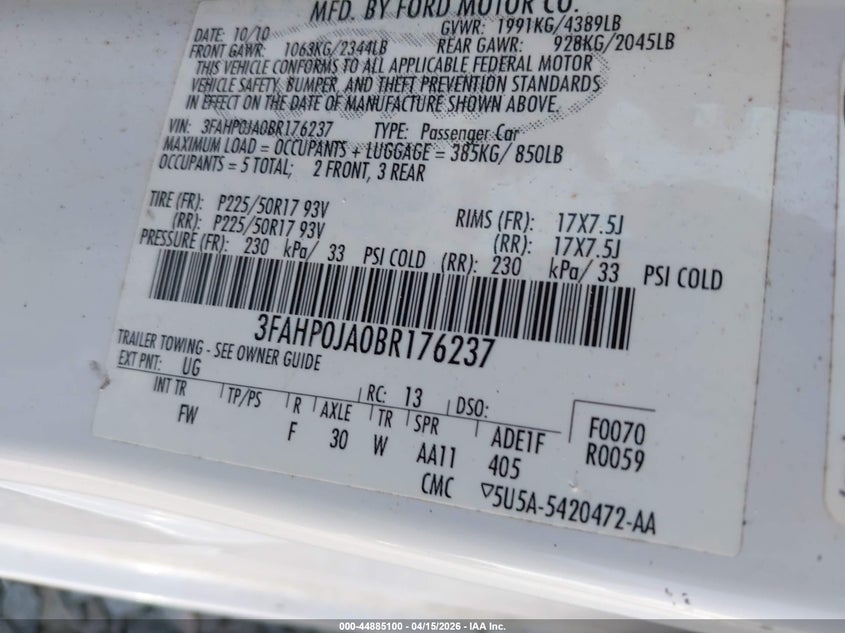 MFD. BY FORD MOTOR CO.
DATE: 10/10 GVWR: 1991KG/4389LB
FRONT GAWR: 1063KG/2344LB REAR GAWR: 928KG/2045LB
THIS VEHICLE CONFORMS TO ALL APPLICABLE FEDERAL MOTOR
VEHICLE SAFETY, BUMPER, AND THEFT PREVENTION STANDARDS
IN EFFECT ON THE DATE OF MANUFACTURE SHOWN ABOVE.
VIN: 3FAHP0JA0BR176237 TYPE: Passenger Car
MAXIMUM LOAD = OCCUPANTS + LUGGAGE = 385KG/ 850LB
OCCUPANTS = 5 TOTAL; 2 FRONT, 3 REAR
TIRE (FR): P225/50R17 93V RIMS (FR): 17X7.5J
(RR): P225/50R17 93V (RR): 17X7.5J
PRESSURE (FR): 230 kPa/ 33 PSI COLD (RR): 230 kPa/ 33 PSI COLD
3FAHP0JA0BR176237
TRAILER TOWING - SEE OWNER GUIDE
EXT PNT: UG RC: 13 DSO:
INT TR TP/PS R AXLE TR SPR ADE1F F0070
FW F 30 W AA11 405 R0059
CMC ▽5U5A-5420472-AA
000-44885100 - 04/15/2026 - IAA Inc.